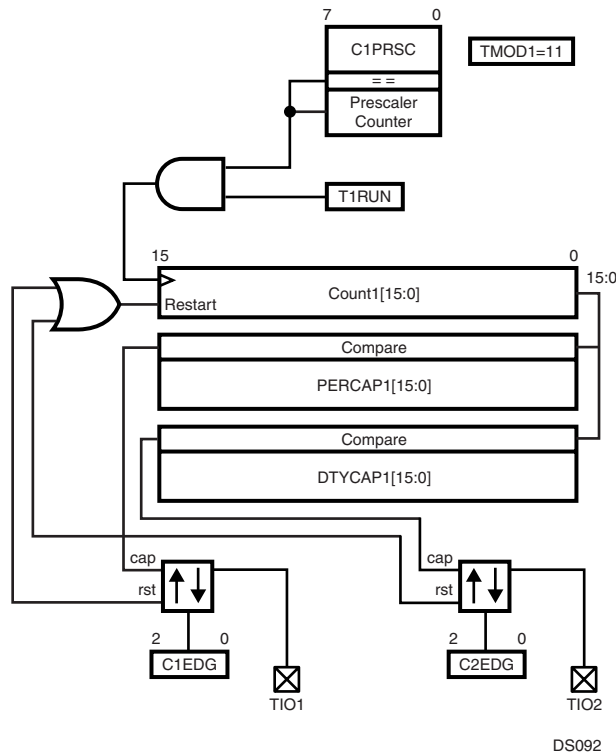 7 0
C1PRSC
TMOD1=11
= =
Prescaler
Counter
T1RUN
15 0
15:0
Count1[15:0]
Restart
Compare
PERCAP1[15:0]
Compare
DTYCAP1[15:0]
cap
rst
cap
rst
2 0
2 0
C1EDG
C2EDG
TIO1
TIO2
DS092